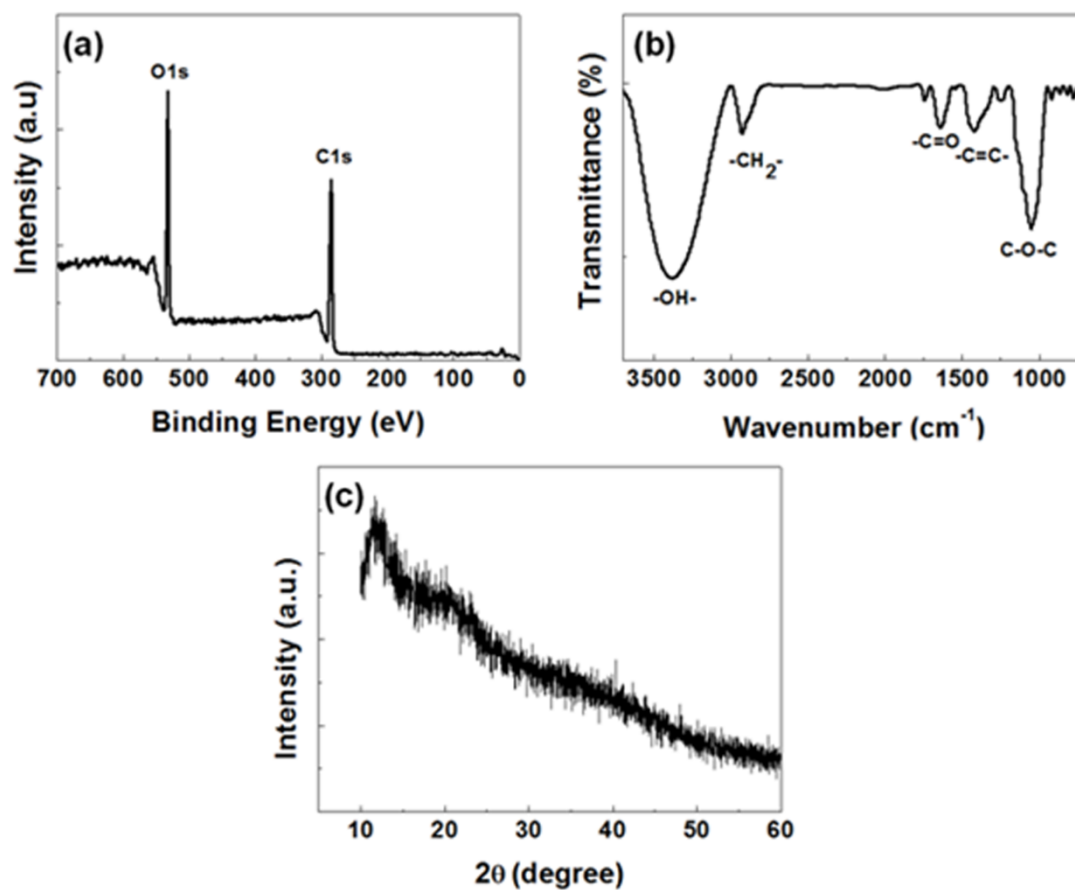 (a)
O1s
C1s
Intensity (a.u)
700 600 500 400 300 200 100 0
Binding Energy (eV)
(b)
-OH-
-CH₂-
-C=O
-C=C-
C-O-C
Transmittance (%)
3500 3000 2500 2000 1500 1000
Wavenumber (cm⁻¹)
(c)
Intensity (a.u.)
10 20 30 40 50 60
2θ (degree)